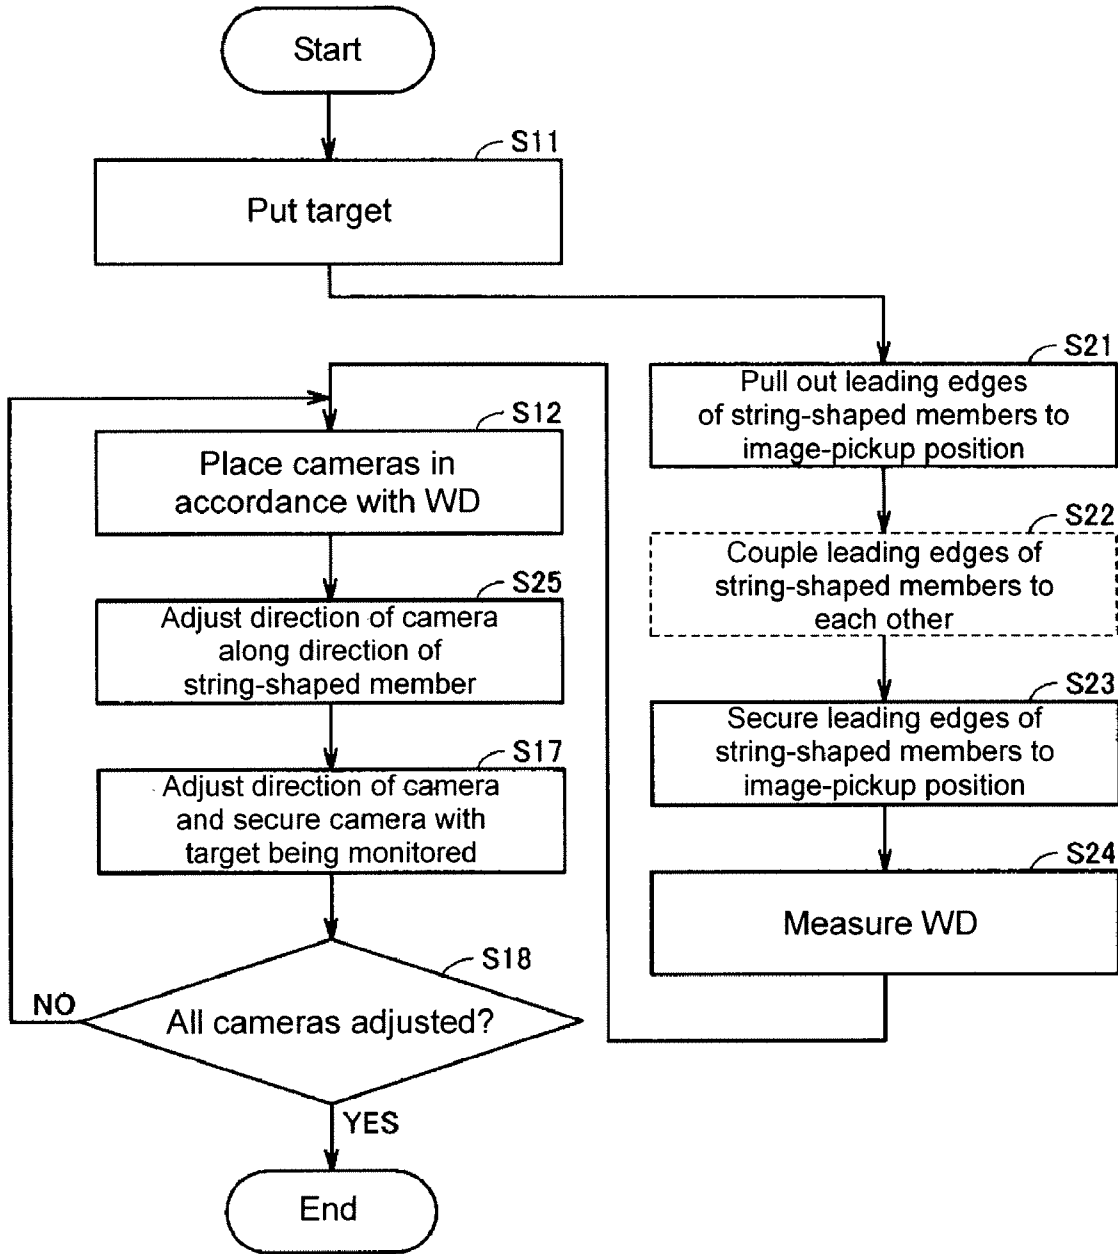 Start
S11
Put target
S21
Pull out leading edges
of string-shaped members to
image-pickup position
S22
Couple leading edges of
string-shaped members to
each other
S23
Secure leading edges of
string-shaped members to
image-pickup position
S24
Measure WD
S12
Place cameras in
accordance with WD
S25
Adjust direction of camera
along direction of
string-shaped member
S17
Adjust direction of camera
and secure camera with
target being monitored
S18
All cameras adjusted?
NO
YES
End